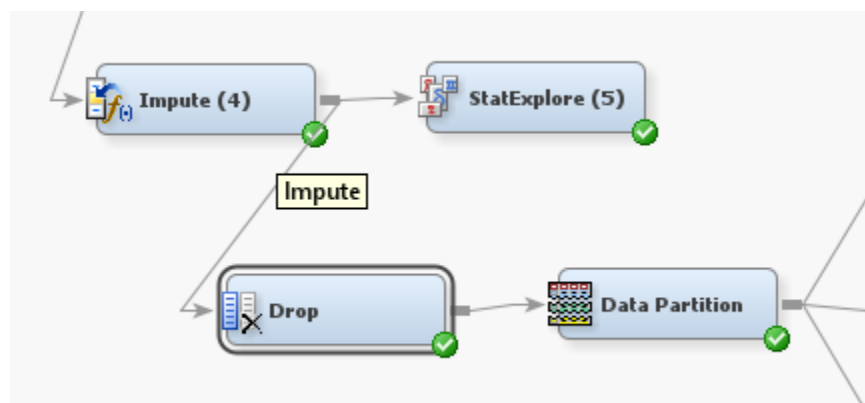 Impute (4)
StatExplore (5)
Impute
Drop
Data Partition